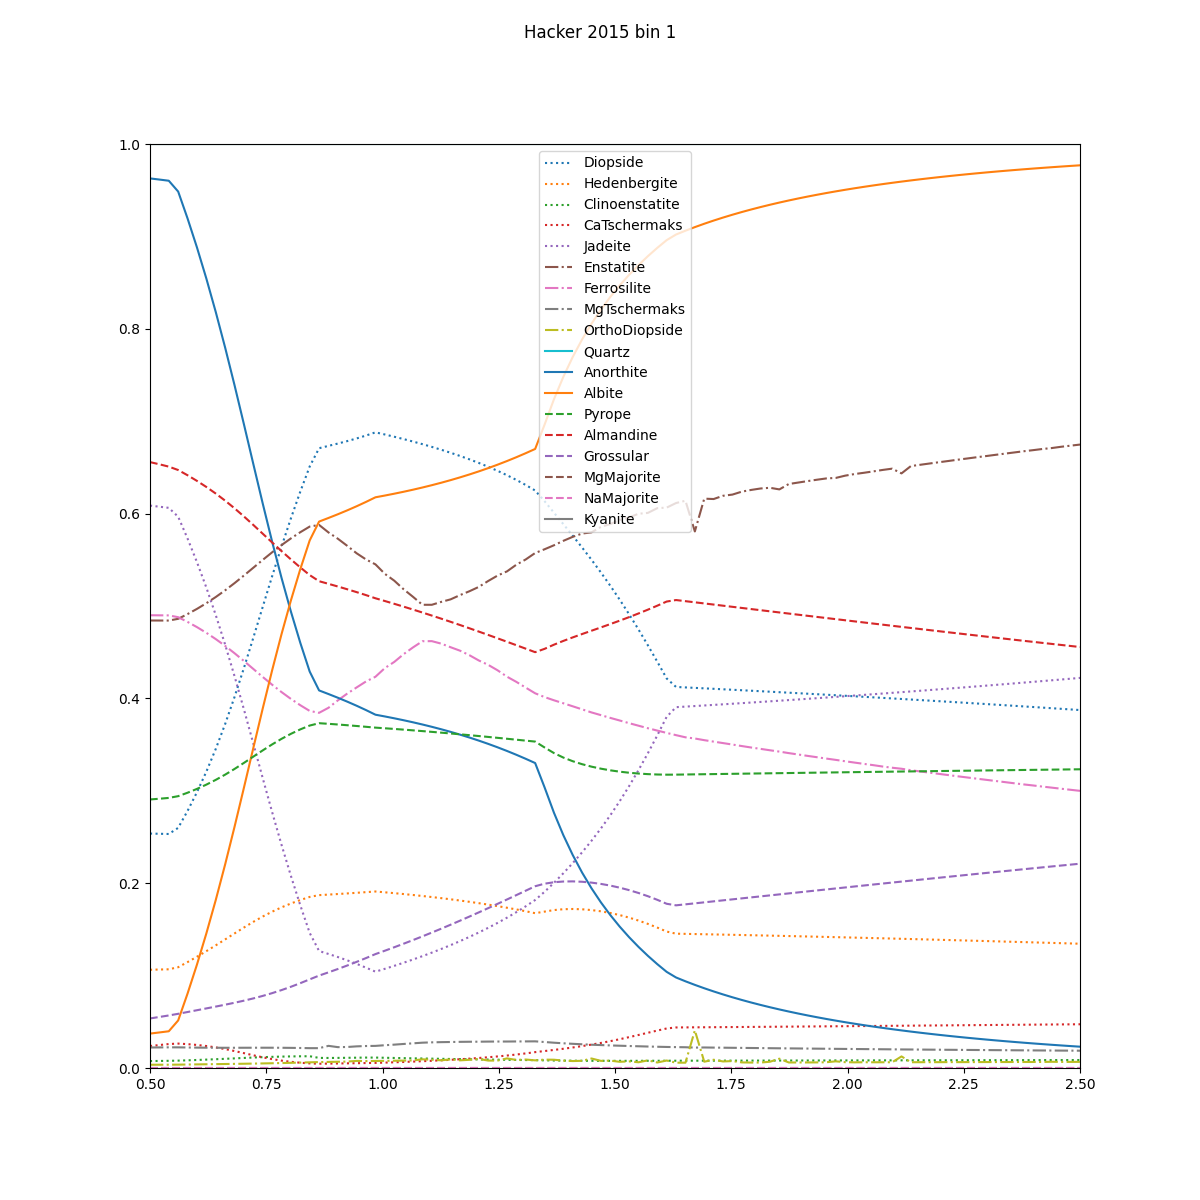 Hacker 2015 bin 1
1.0
0.8
0.6
0.4
0.2
0.0
Diopside
Hedenbergite
Clinoenstatite
CaTschermaks
Jadeite
Enstatite
Ferrosilite
MgTschermaks
OrthoDiopside
Quartz
Anorthite
Albite
Pyrope
Almandine
Grossular
MgMajorite
NaMajorite
Kyanite
0.50 0.75 1.00 1.25 1.50 1.75 2.00 2.25 2.50